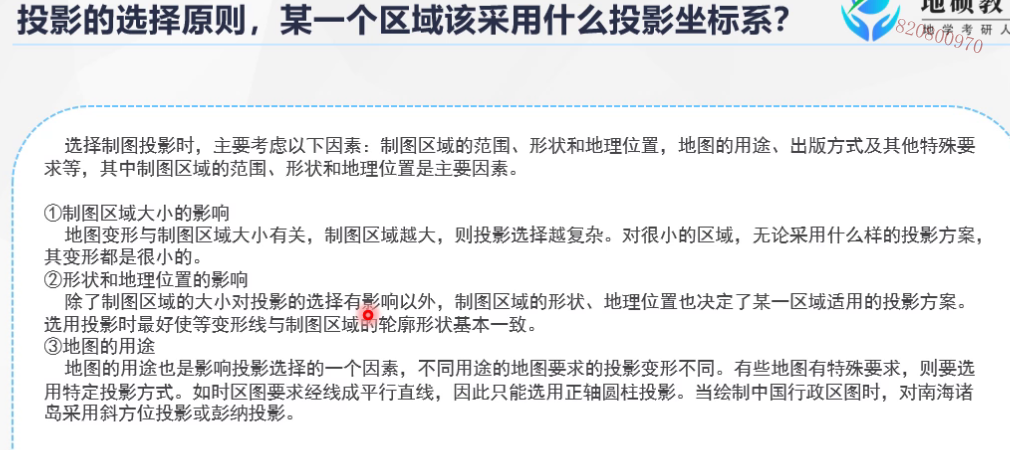 投影的选择原则，某一个区域该采用什么投影坐标系？
地硕教
地学考研人
820800970
选择制图投影时，主要考虑以下因素：制图区域的范围、形状和地理位置，地图的用途、出版方式及其他特殊要
求等，其中制图区域的范围、形状和地理位置是主要因素。
①制图区域大小的影响
地图变形与制图区域大小有关，制图区域越大，则投影选择越复杂。对很小的区域，无论采用什么样的投影方案，
其变形都是很小的。
②形状和地理位置的影响
除了制图区域的大小对投影的选择有影响以外，制图区域的形状、地理位置也决定了某一区域适用的投影方案。
选用投影时最好使等变形线与制图区域的轮廓形状基本一致。
③地图的用途
地图的用途也是影响投影选择的一个因素，不同用途的地图要求的投影变形不同。有些地图有特殊要求，则要选
用特定投影方式。如时区图要求经线成平行直线，因此只能选用正轴圆柱投影。当绘制中国行政区图时，对南海诸
岛采用斜方位投影或彭纳投影。